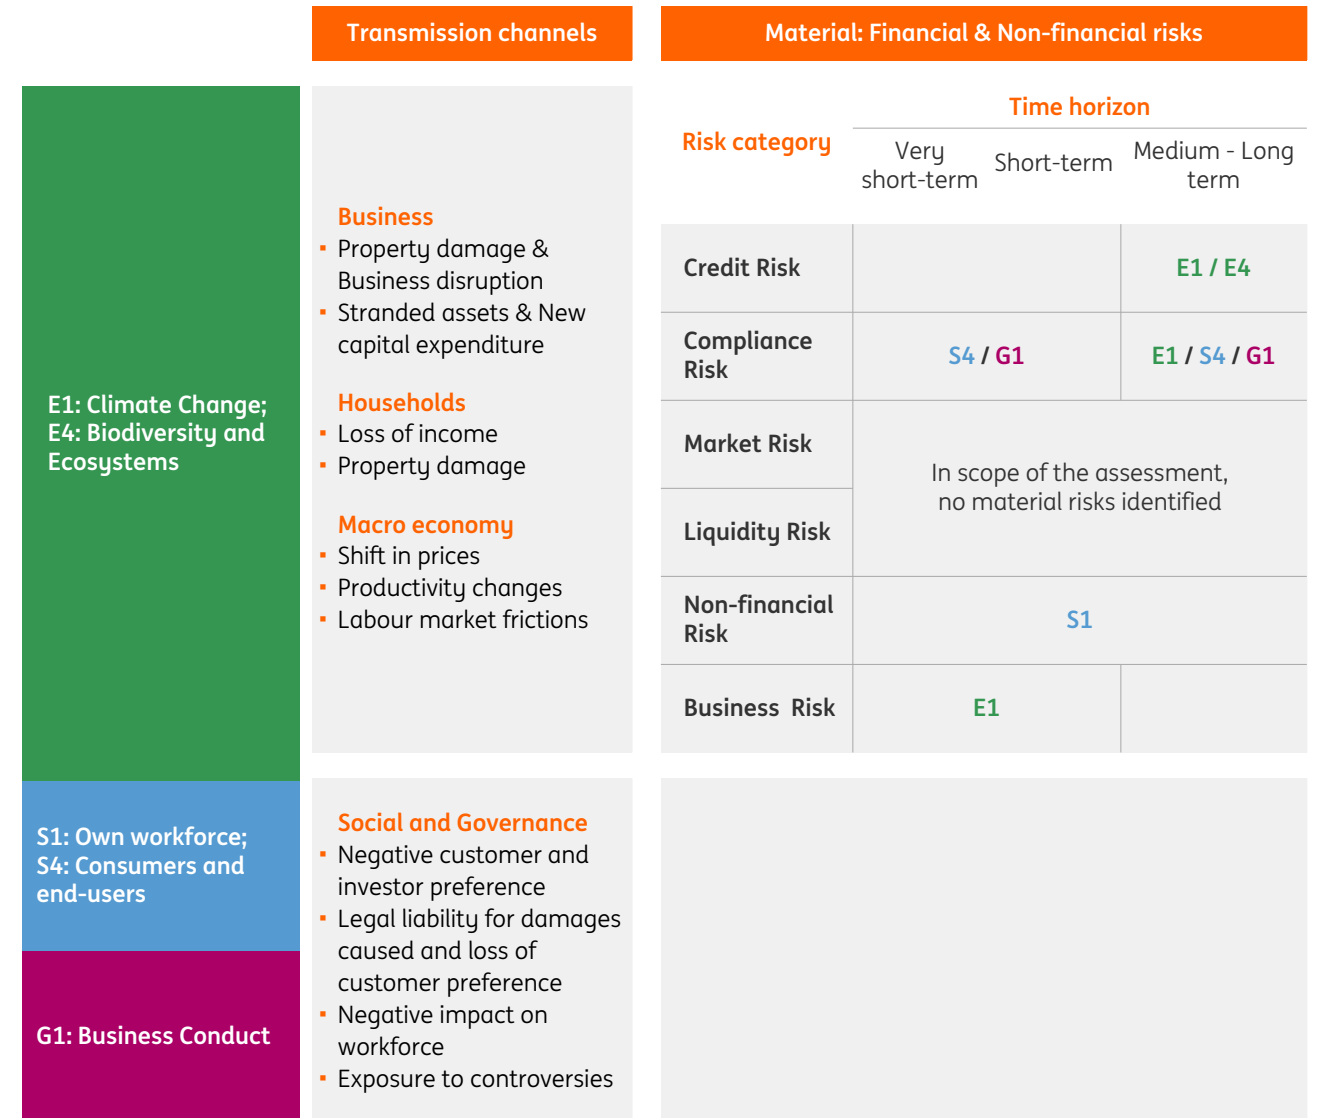 Transmission channels
Material: Financial & Non-financial risks
E1: Climate Change;
E4: Biodiversity and
Ecosystems
S1: Own workforce;
S4: Consumers and
end-users
G1: Business Conduct
Business
▪ Property damage &
Business disruption
▪ Stranded assets & New
capital expenditure
Households
▪ Loss of income
▪ Property damage
Macro economy
▪ Shift in prices
▪ Productivity changes
▪ Labour market frictions
Social and Governance
▪ Negative customer and
investor preference
▪ Legal liability for damages
caused and loss of
customer preference
▪ Negative impact on
workforce
▪ Exposure to controversies
Risk category
Time horizon
Very
short-term
Short-term
Medium - Long
term
Credit Risk
E1 / E4
Compliance
Risk
S4 / G1
E1 / S4 / G1
Market Risk
Liquidity Risk
In scope of the assessment,
no material risks identified
Non-financial
Risk
S1
Business Risk
E1